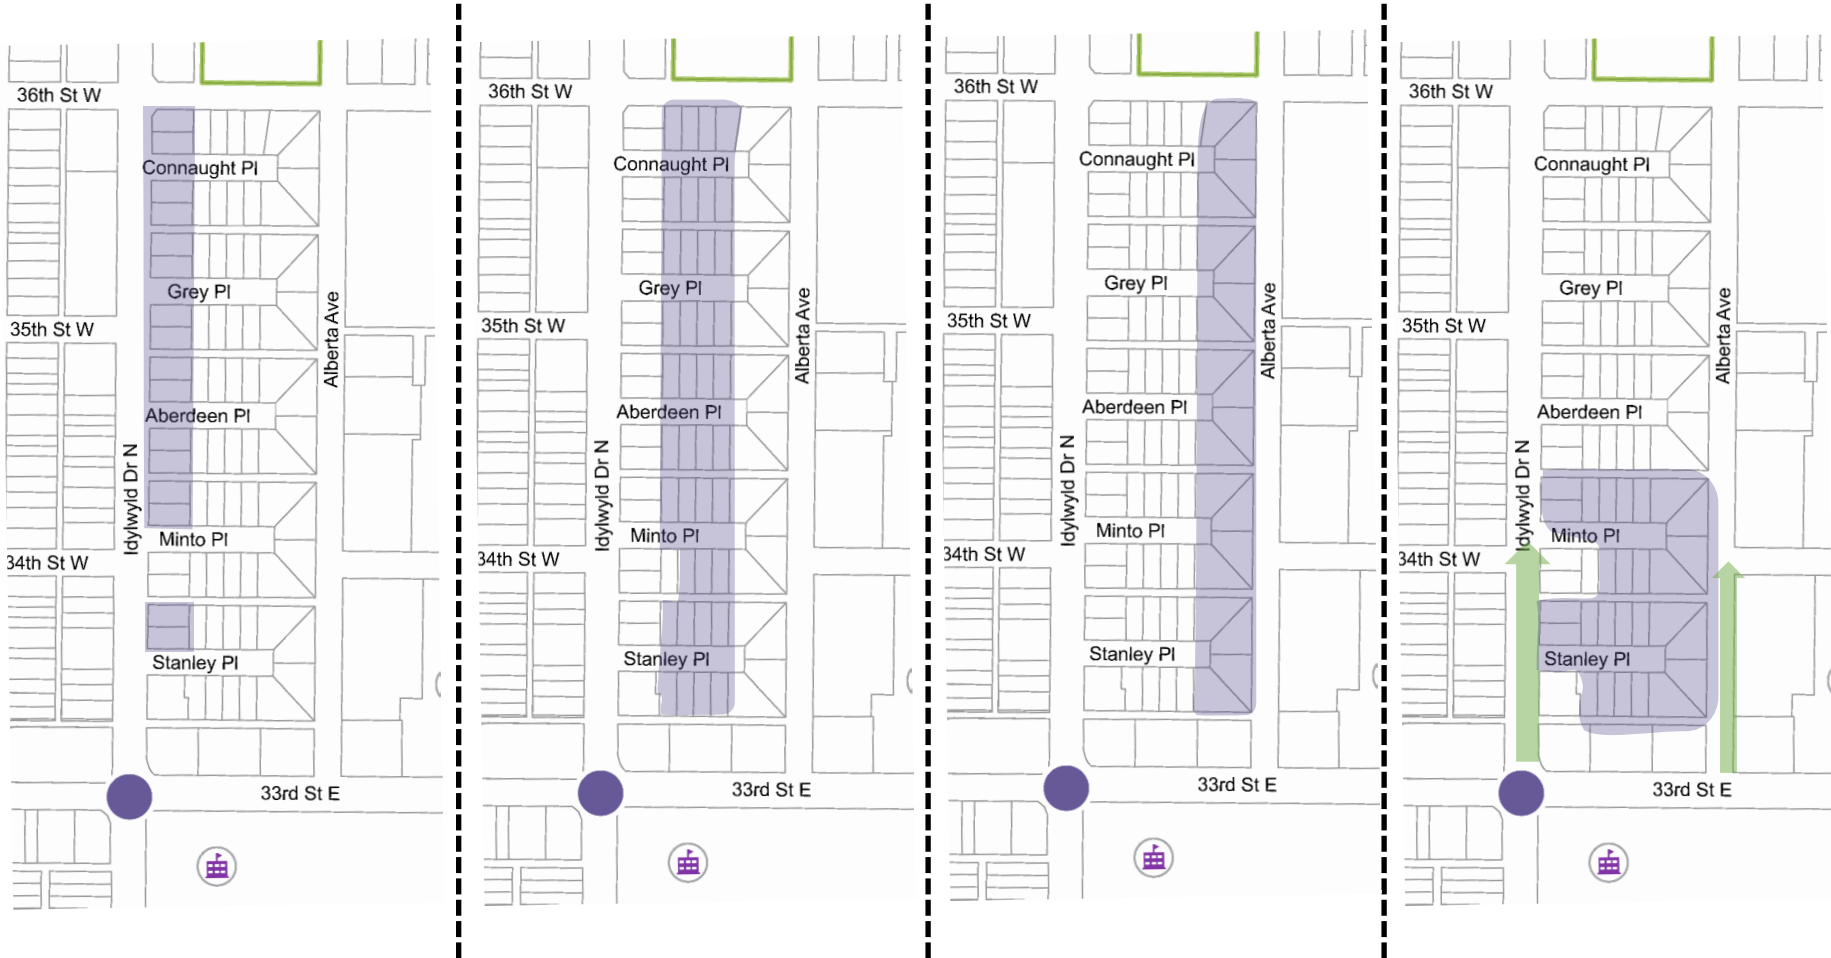 36th St W
Connaught Pl
Grey Pl
35th St W
Alberta Ave
Aberdeen Pl
Idylwyld Dr N
Minto Pl
34th St W
Stanley Pl
33rd St E
36th St W
Connaught Pl
Grey Pl
35th St W
Alberta Ave
Aberdeen Pl
Idylwyld Dr N
Minto Pl
34th St W
Stanley Pl
33rd St E
36th St W
Connaught Pl
Grey Pl
35th St W
Alberta Ave
Aberdeen Pl
Idylwyld Dr N
Minto Pl
34th St W
Stanley Pl
33rd St E
36th St W
Connaught Pl
Grey Pl
35th St W
Alberta Ave
Aberdeen Pl
Idylwyld Dr N
Minto Pl
34th St W
Stanley Pl
33rd St E